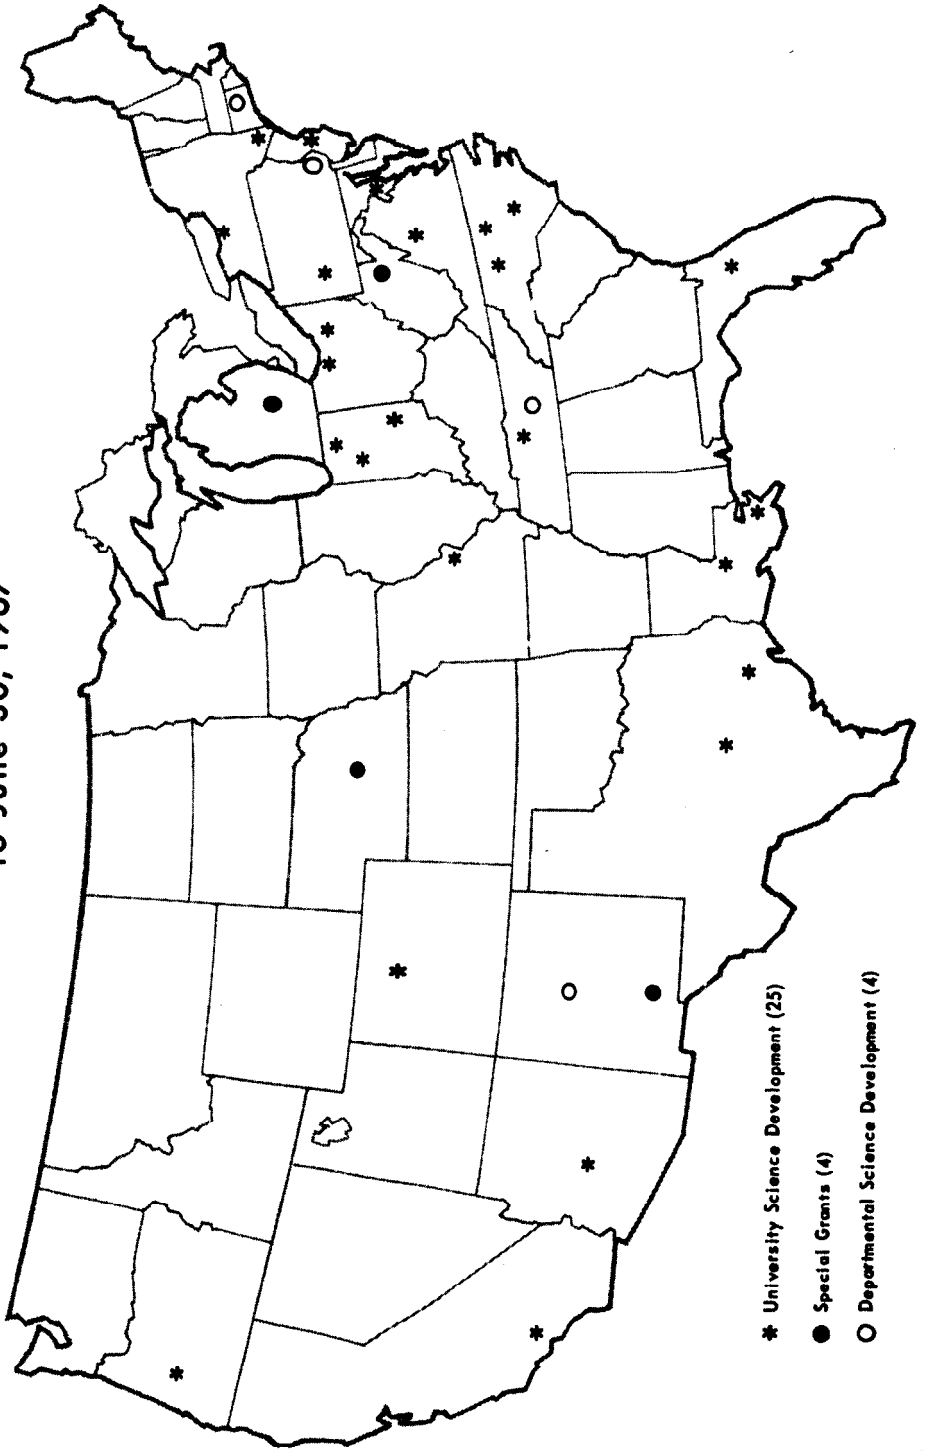 University Science Development (25)
Special Grants (4)
Departmental Science Development (4)